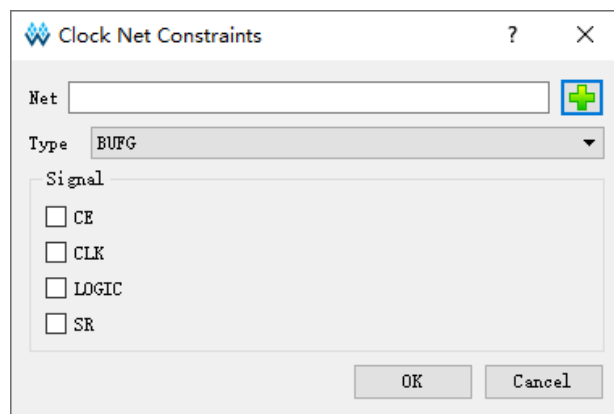 Clock Net Constraints ?
Net
Type BUFG
Signal
CE
CLK
LOGIC
SR
OK Cancel